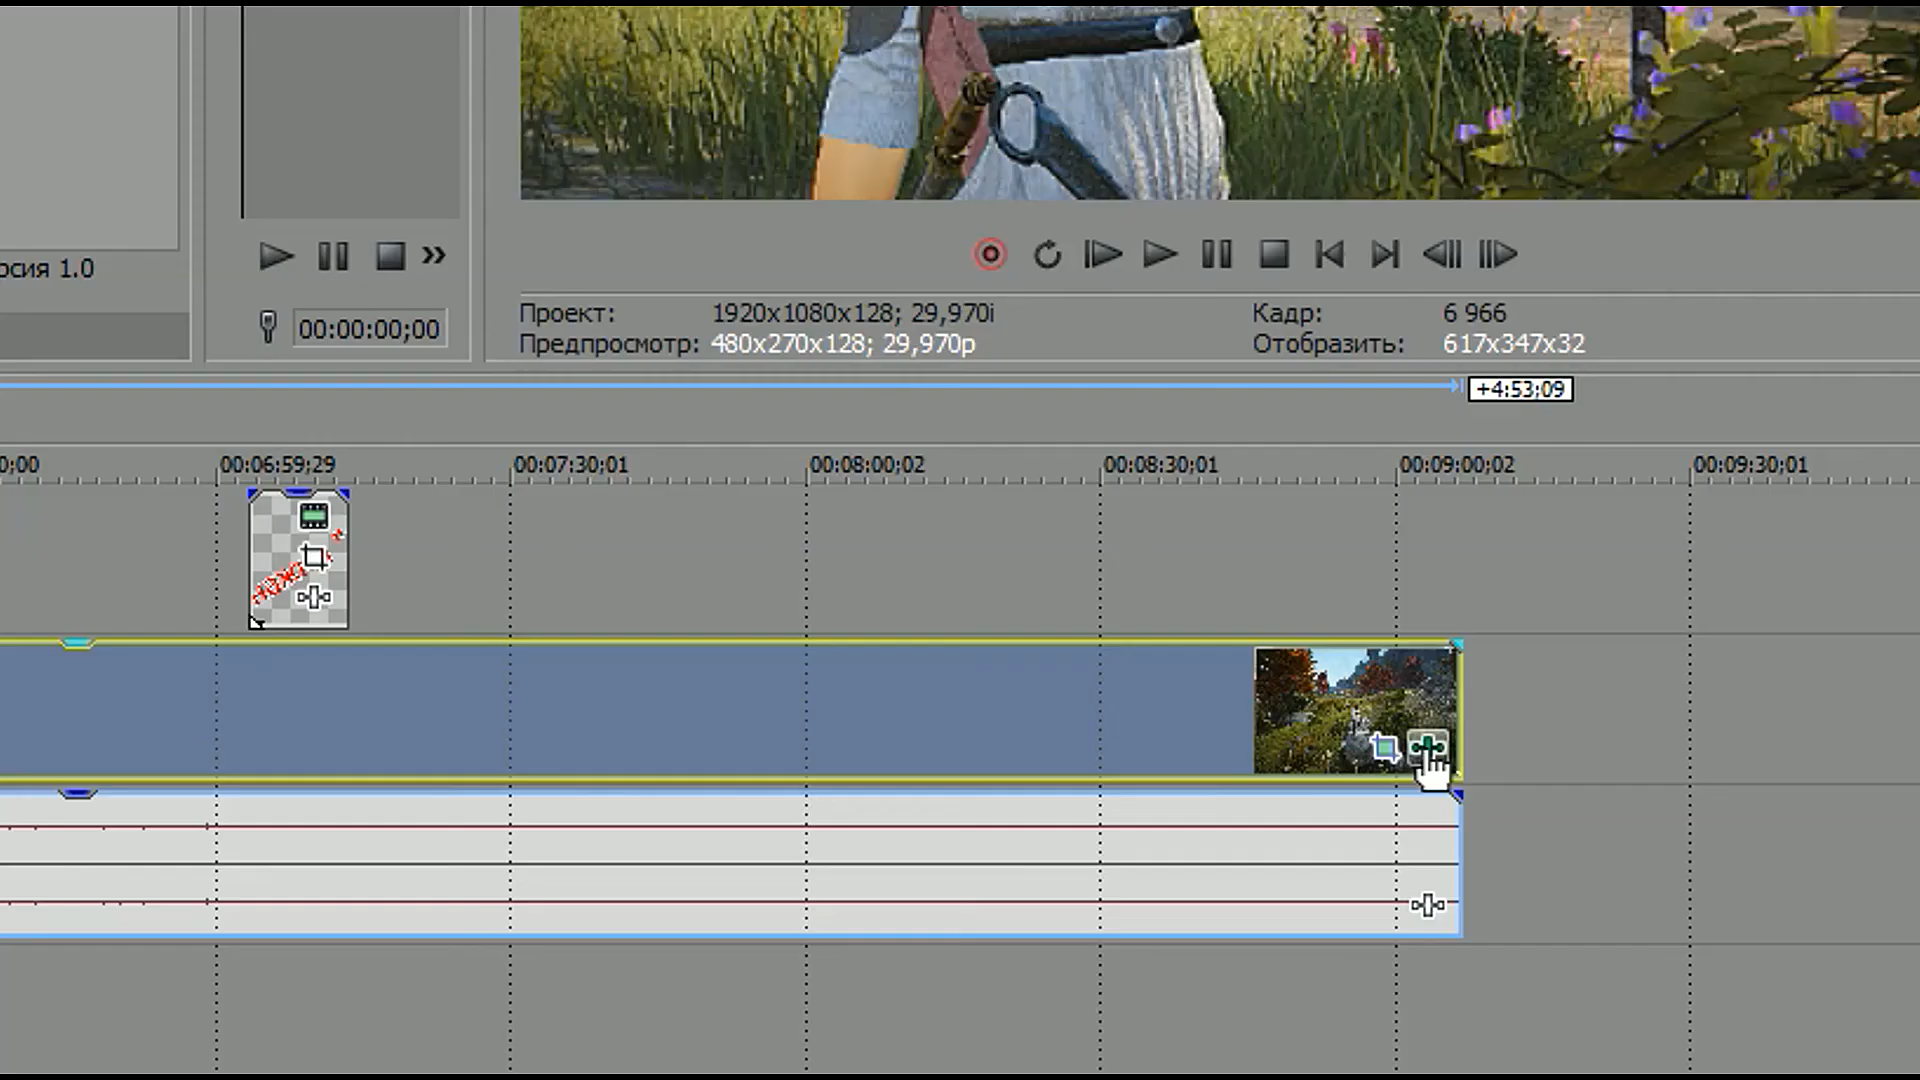 рсия 1.0
00:00:00;00
Проект: 1920x1080x128; 29,970i
Предпросмотр: 480x270x128; 29,970p
Кадр: 6 966
Отобразить: 617x347x32
+4:53;09
0;00 00:06:59;29 00:07:30;01 00:08:00;02 00:08:30;01 00:09:00;02 00:09:30;01